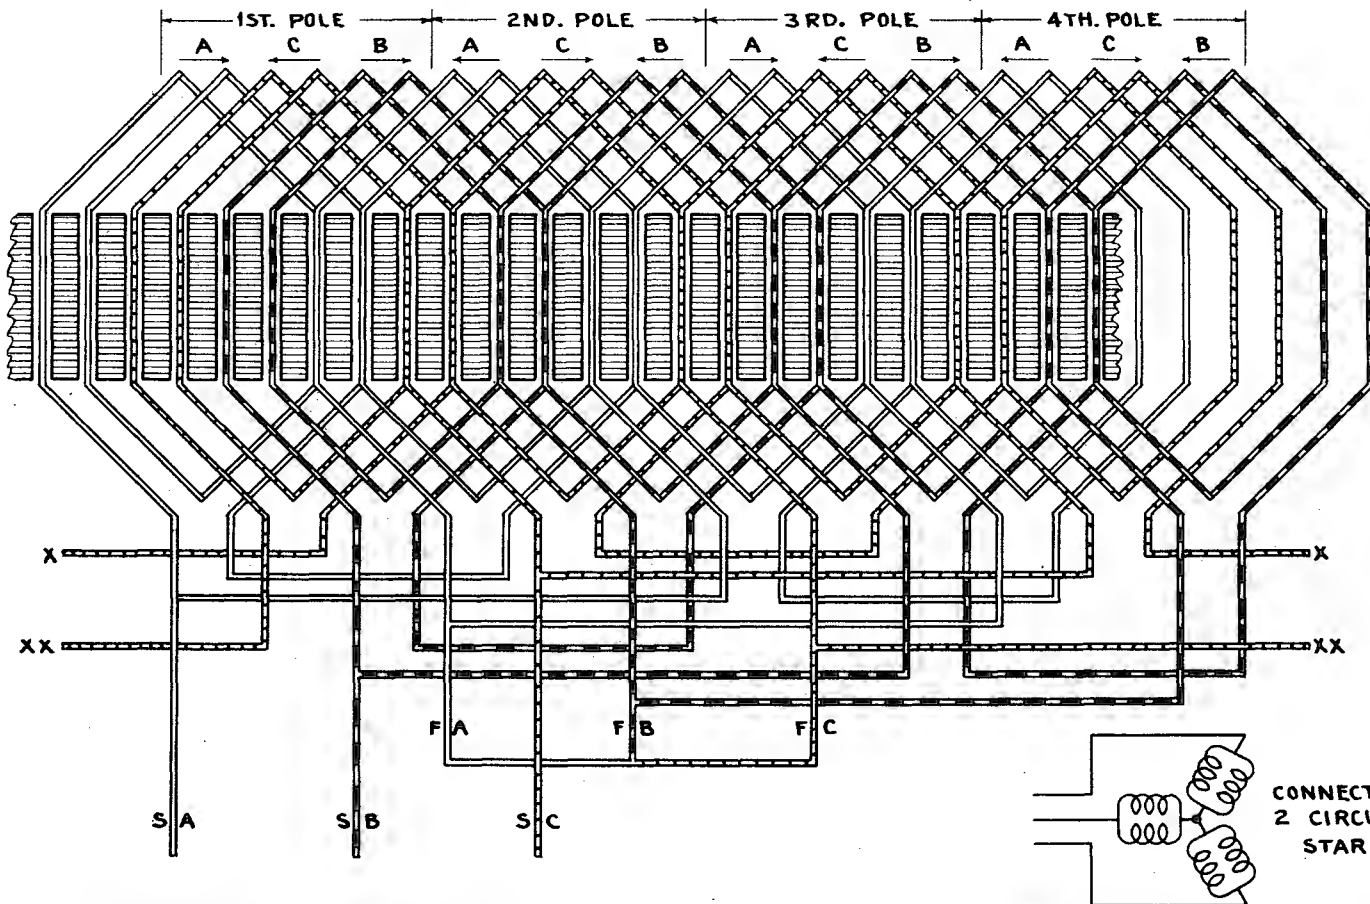 1ST. POLE 2ND. POLE 3RD. POLE 4TH. POLE
A C B A C B A C B A C B
X X
XX XX
F A F B F C
S A S B S C
CONNECT
2 CIRCU
STAR